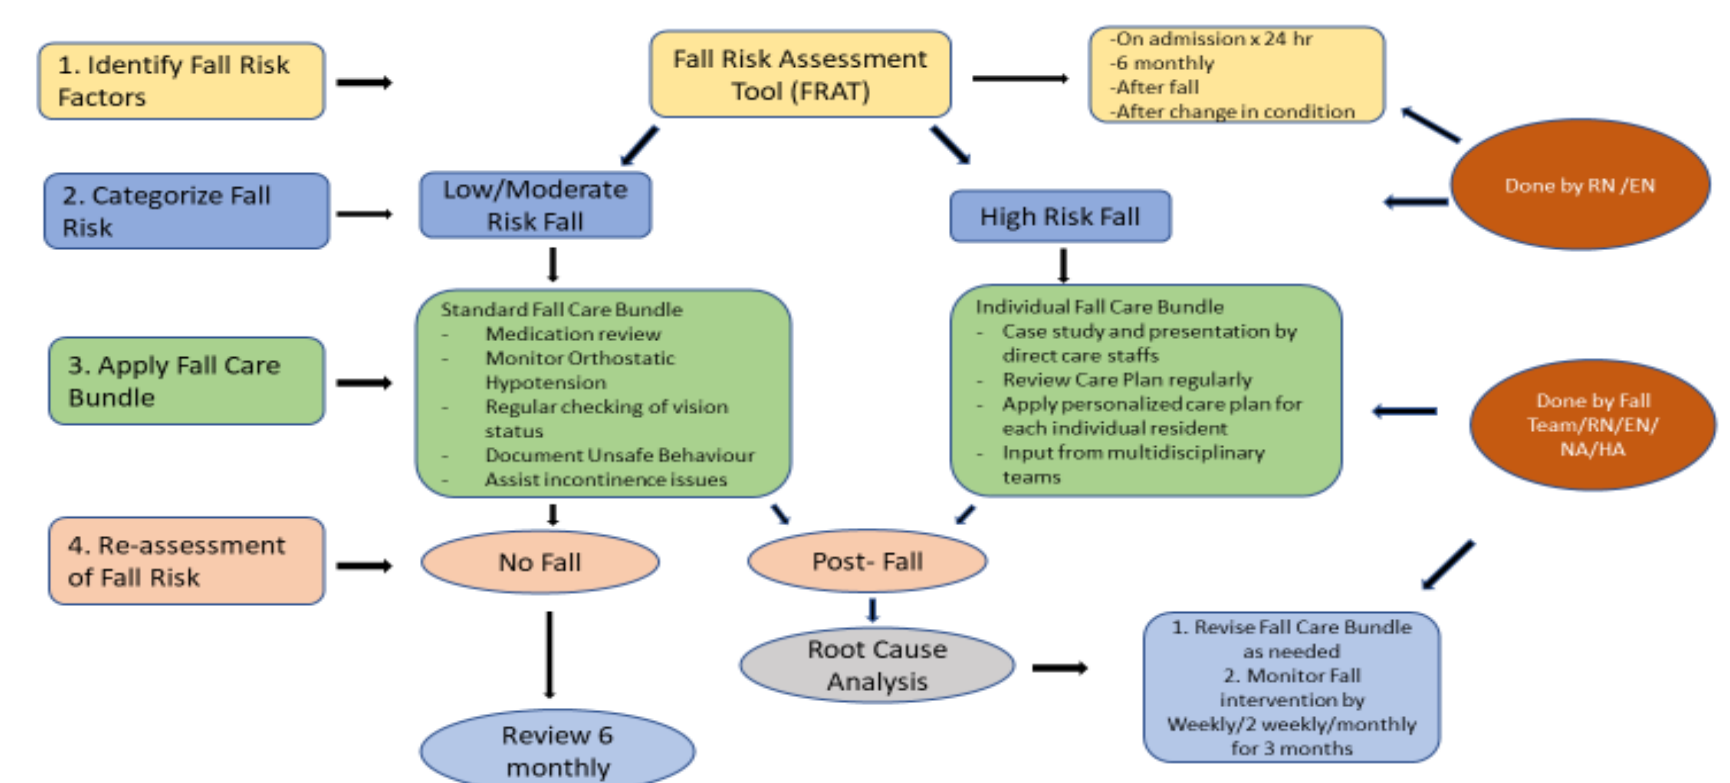 1. Identify Fall Risk
Factors
Fall Risk Assessment
Tool (FRAT)
-On admission x 24 hr
-6 monthly
-After fall
-After change in condition
Done by RN /EN
2. Categorize Fall
Risk
Low/Moderate
Risk Fall
High Risk Fall
3. Apply Fall Care
Bundle
Standard Fall Care Bundle
- Medication review
- Monitor Orthostatic
Hypotension
- Regular checking of vision
status
- Document Unsafe Behaviour
- Assist incontinence issues
Individual Fall Care Bundle
- Case study and presentation by
direct care staffs
- Review Care Plan regularly
- Apply personalized care plan for
each individual resident
- Input from multidisciplinary
teams
Done by Fall
Team/RN/EN/
NA/HA
4. Re-assessment
of Fall Risk
No Fall
Post- Fall
Root Cause
Analysis
1. Revise Fall Care Bundle
as needed
2. Monitor Fall
intervention by
Weekly/2 weekly/monthly
for 3 months
Review 6
monthly